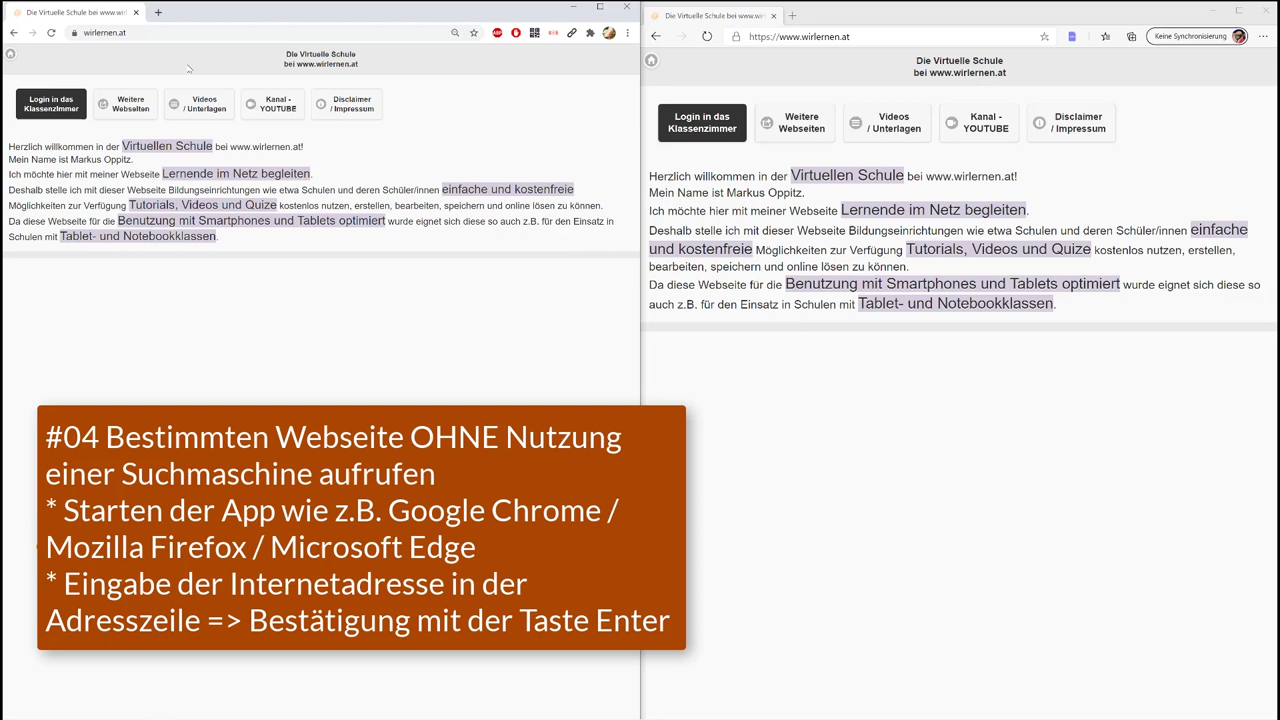 Die Virtuelle Schule bei www.wirl
wirlernen.at
Die Virtuelle Schule
bei www.wirlernen.at
Login in das
Klassenzimmer
Weitere
Webseiten
Videos
/ Unterlagen
Kanal -
YOUTUBE
Disclaimer
/ Impressum
Herzlich willkommen in der Virtuellen Schule bei www.wirlernen.at!
Mein Name ist Markus Oppitz.
Ich möchte hier mit meiner Webseite Lernende im Netz begleiten.
Deshalb stelle ich mit dieser Webseite Bildungseinrichtungen wie etwa Schulen und deren Schüler/innen einfache und kostenfreie
Möglichkeiten zur Verfügung Tutorials, Videos und Quize kostenlos nutzen, erstellen, bearbeiten, speichern und online lösen zu können.
Da diese Webseite für die Benutzung mit Smartphones und Tablets optimiert wurde eignet sich diese so auch z.B. für den Einsatz in
Schulen mit Tablet- und Notebookklassen.
Die Virtuelle Schule bei www.wirl
https://www.wirlernen.at
Keine Synchronisierung
Die Virtuelle Schule
bei www.wirlernen.at
Login in das
Klassenzimmer
Weitere
Webseiten
Videos
/ Unterlagen
Kanal -
YOUTUBE
Disclaimer
/ Impressum
Herzlich willkommen in der Virtuellen Schule bei www.wirlernen.at!
Mein Name ist Markus Oppitz.
Ich möchte hier mit meiner Webseite Lernende im Netz begleiten.
Deshalb stelle ich mit dieser Webseite Bildungseinrichtungen wie etwa Schulen und deren Schüler/innen einfache
und kostenfreie Möglichkeiten zur Verfügung Tutorials, Videos und Quize kostenlos nutzen, erstellen,
bearbeiten, speichern und online lösen zu können.
Da diese Webseite für die Benutzung mit Smartphones und Tablets optimiert wurde eignet sich diese so
auch z.B. für den Einsatz in Schulen mit Tablet- und Notebookklassen.
#04 Bestimmten Webseite OHNE Nutzung
einer Suchmaschine aufrufen
* Starten der App wie z.B. Google Chrome /
Mozilla Firefox / Microsoft Edge
* Eingabe der Internetadresse in der
Adresszeile => Bestätigung mit der Taste Enter